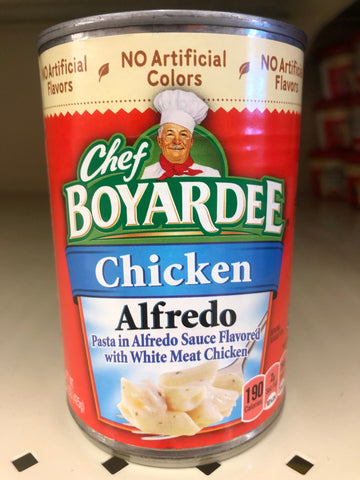 NO Artificial
Flavors
NO Artificial
Colors
NO Artificial
Flavors
Chef
BOYARDEE
Chicken
Alfredo
Pasta in Alfredo Sauce Flavored
with White Meat Chicken
190
Calories